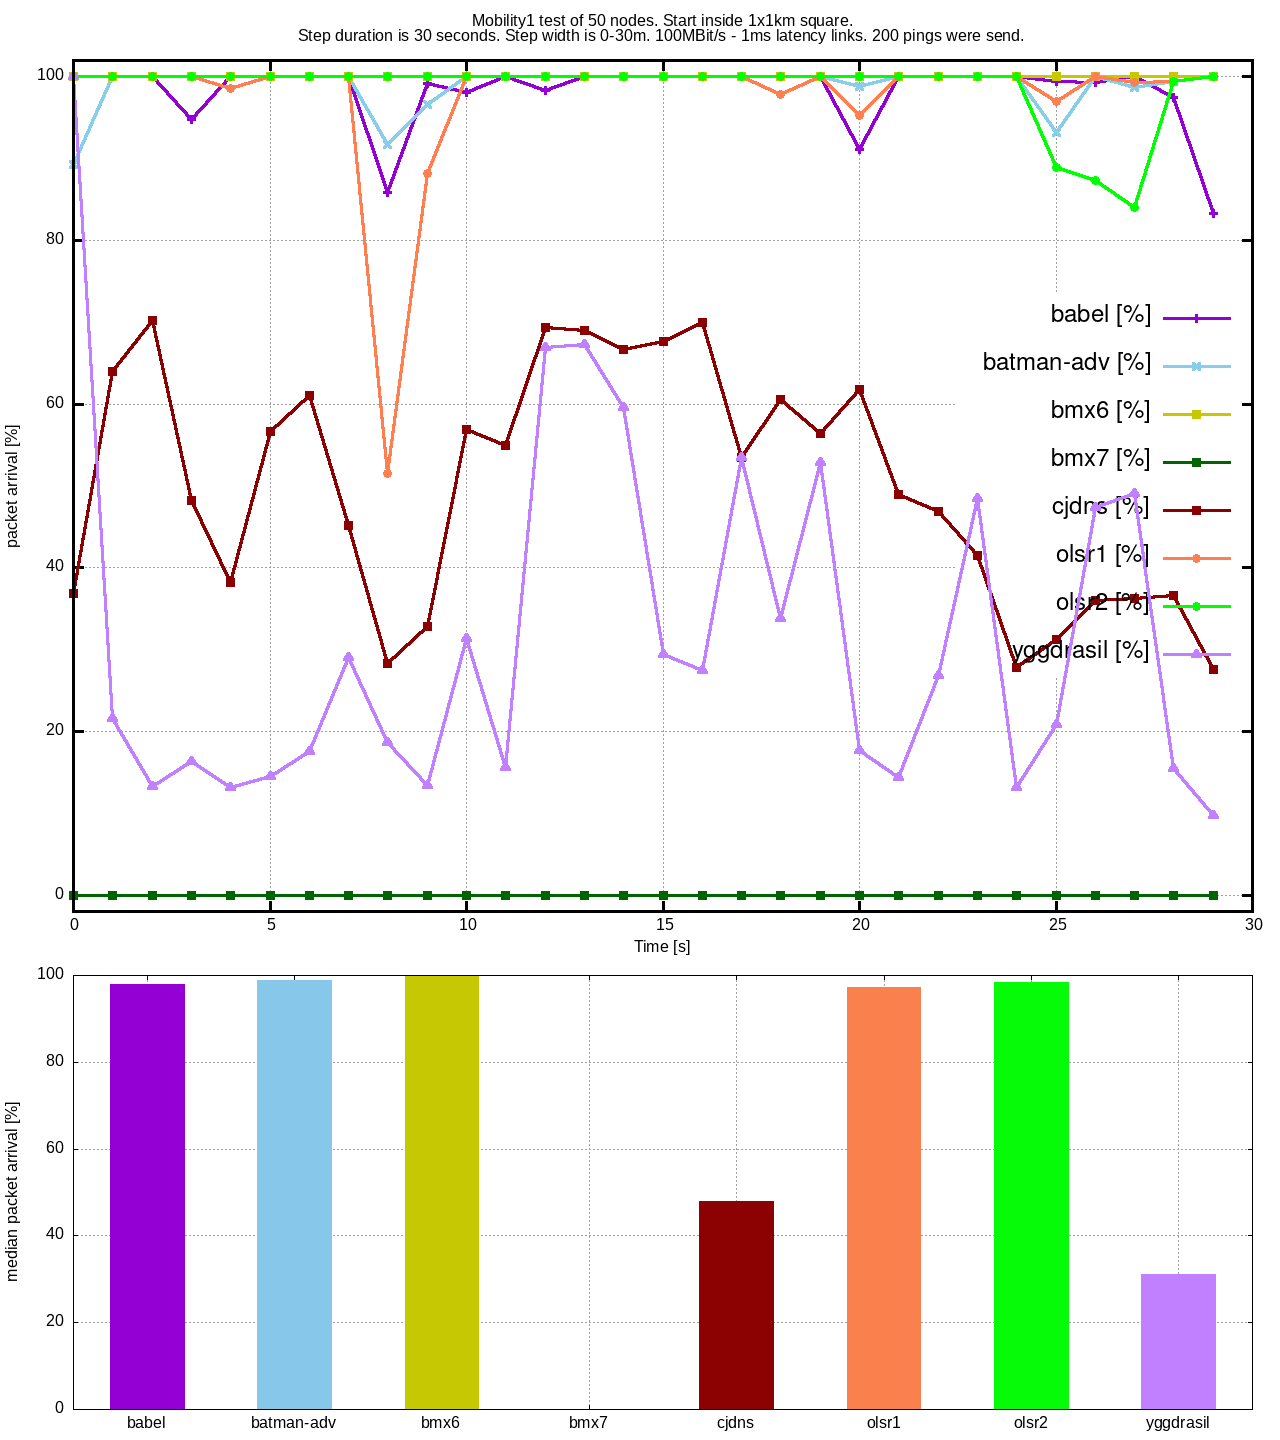 Mobility1 test of 50 nodes. Start inside 1x1km square.
Step duration is 30 seconds. Step width is 0-30m. 100MBit/s - 1ms latency links. 200 pings were send.
100
80
60
40
20
0
packet arrival [%]
babel [%]
batman-adv [%]
bmx6 [%]
bmx7 [%]
cjdns [%]
olsr1 [%]
olsr2 [%]
yggdrasil [%]
0 5 10 15 20 25 30
Time [s]
100
80
60
40
20
0
median packet arrival [%]
babel batman-adv bmx6 bmx7 cjdns olsr1 olsr2 yggdrasil